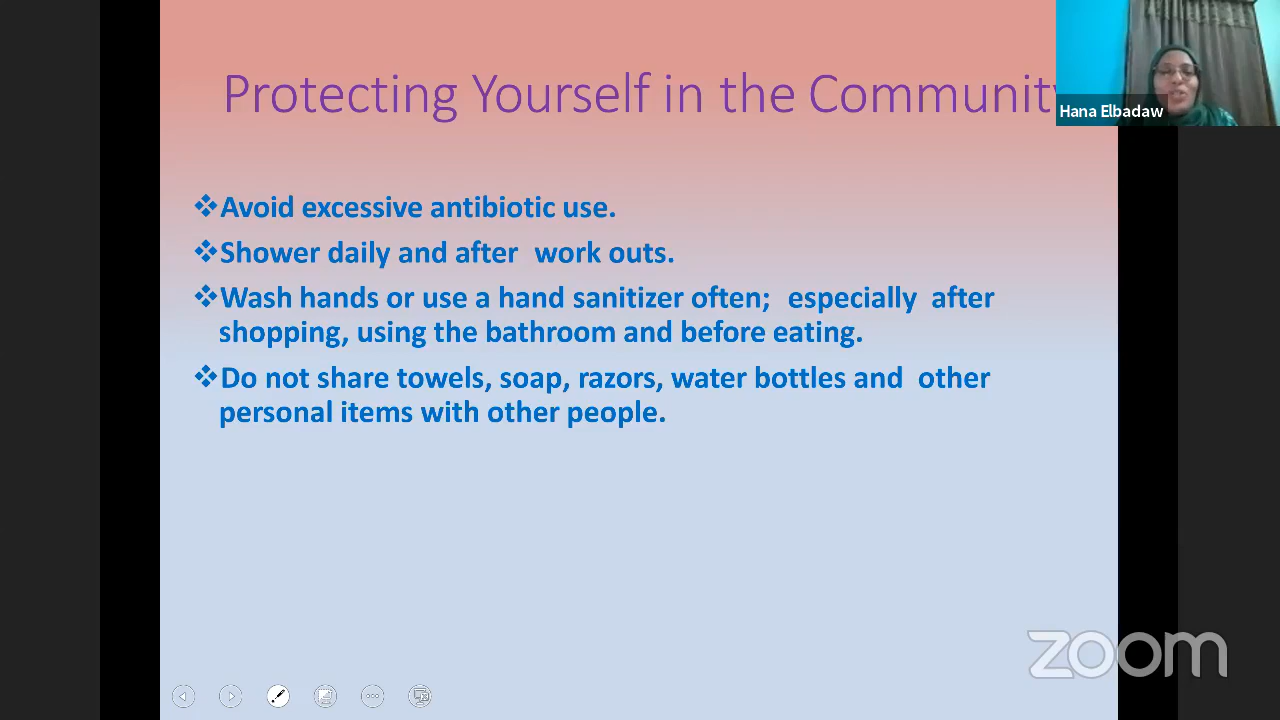 Protecting Yourself in the Community
Hana Elbadaw
❖Avoid excessive antibiotic use.
❖Shower daily and after work outs.
❖Wash hands or use a hand sanitizer often; especially after
shopping, using the bathroom and before eating.
❖Do not share towels, soap, razors, water bottles and other
personal items with other people.
zoom